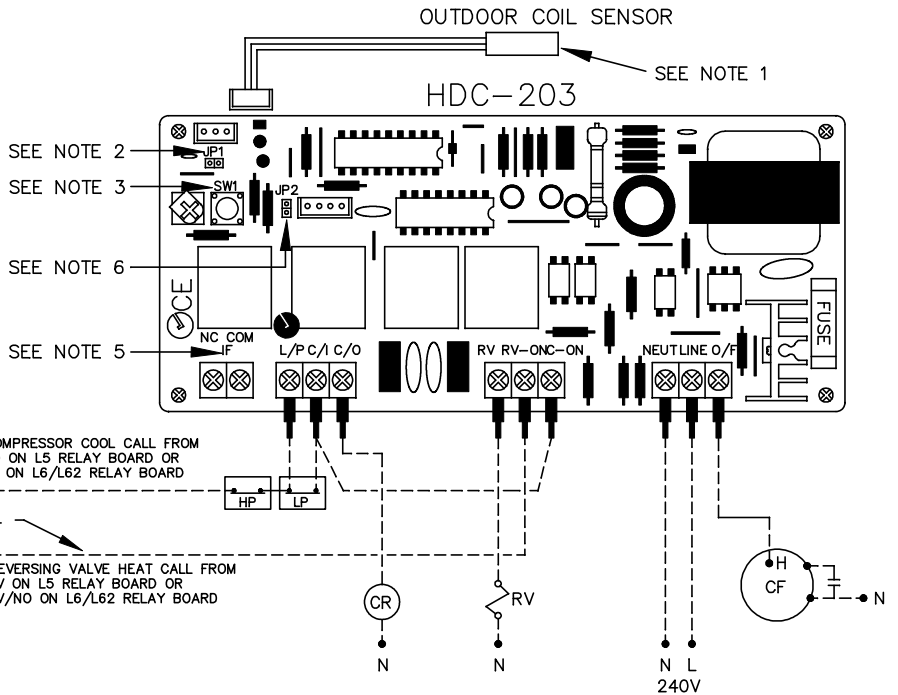 OUTDOOR COIL SENSOR
SEE NOTE 1
HDC-203
SEE NOTE 2
JP1
SEE NOTE 3
SW1
JP2
SEE NOTE 6
CE
FUSE
SEE NOTE 5
NC COM
IF
L/P C/I C/O
RV RV-ON C-ON
NEUT LINE O/F
OMPRESSOR COOL CALL FROM
ON L5 RELAY BOARD OR
ON L6/L62 RELAY BOARD
HP
LP
EVERSING VALVE HEAT CALL FROM
V ON L5 RELAY BOARD OR
V/NO ON L6/L62 RELAY BOARD
H
CF
N
CR
RV
N
N
N L
240V